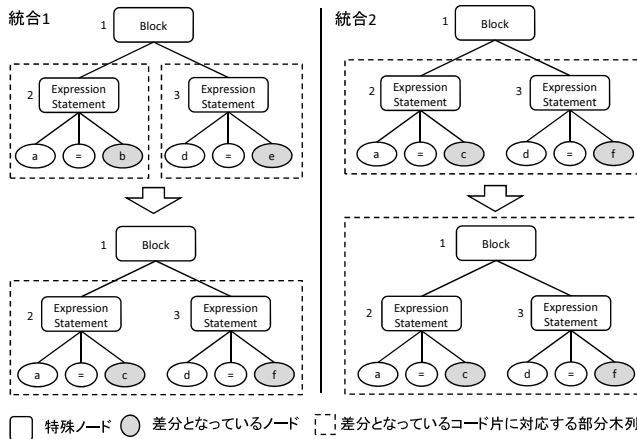 統合1
1 Block
2 Expression Statement
3 Expression Statement
a = b
d = e
1 Block
2 Expression Statement
3 Expression Statement
a = c
d = f
統合2
1 Block
2 Expression Statement
3 Expression Statement
a = c
d = f
1 Block
2 Expression Statement
3 Expression Statement
a = c
d = f
特殊ノード
差分となっているノード
差分となっているコード片に対応する部分木列